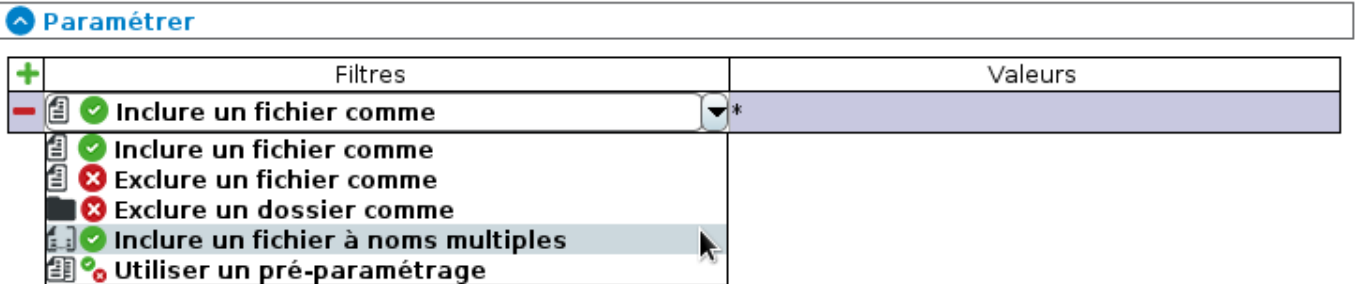 Paramétrer
Filtres Valeurs
Inclure un fichier comme *
Inclure un fichier comme
Exclure un fichier comme
Exclure un dossier comme
Inclure un fichier à noms multiples
Utiliser un pré-paramétrage